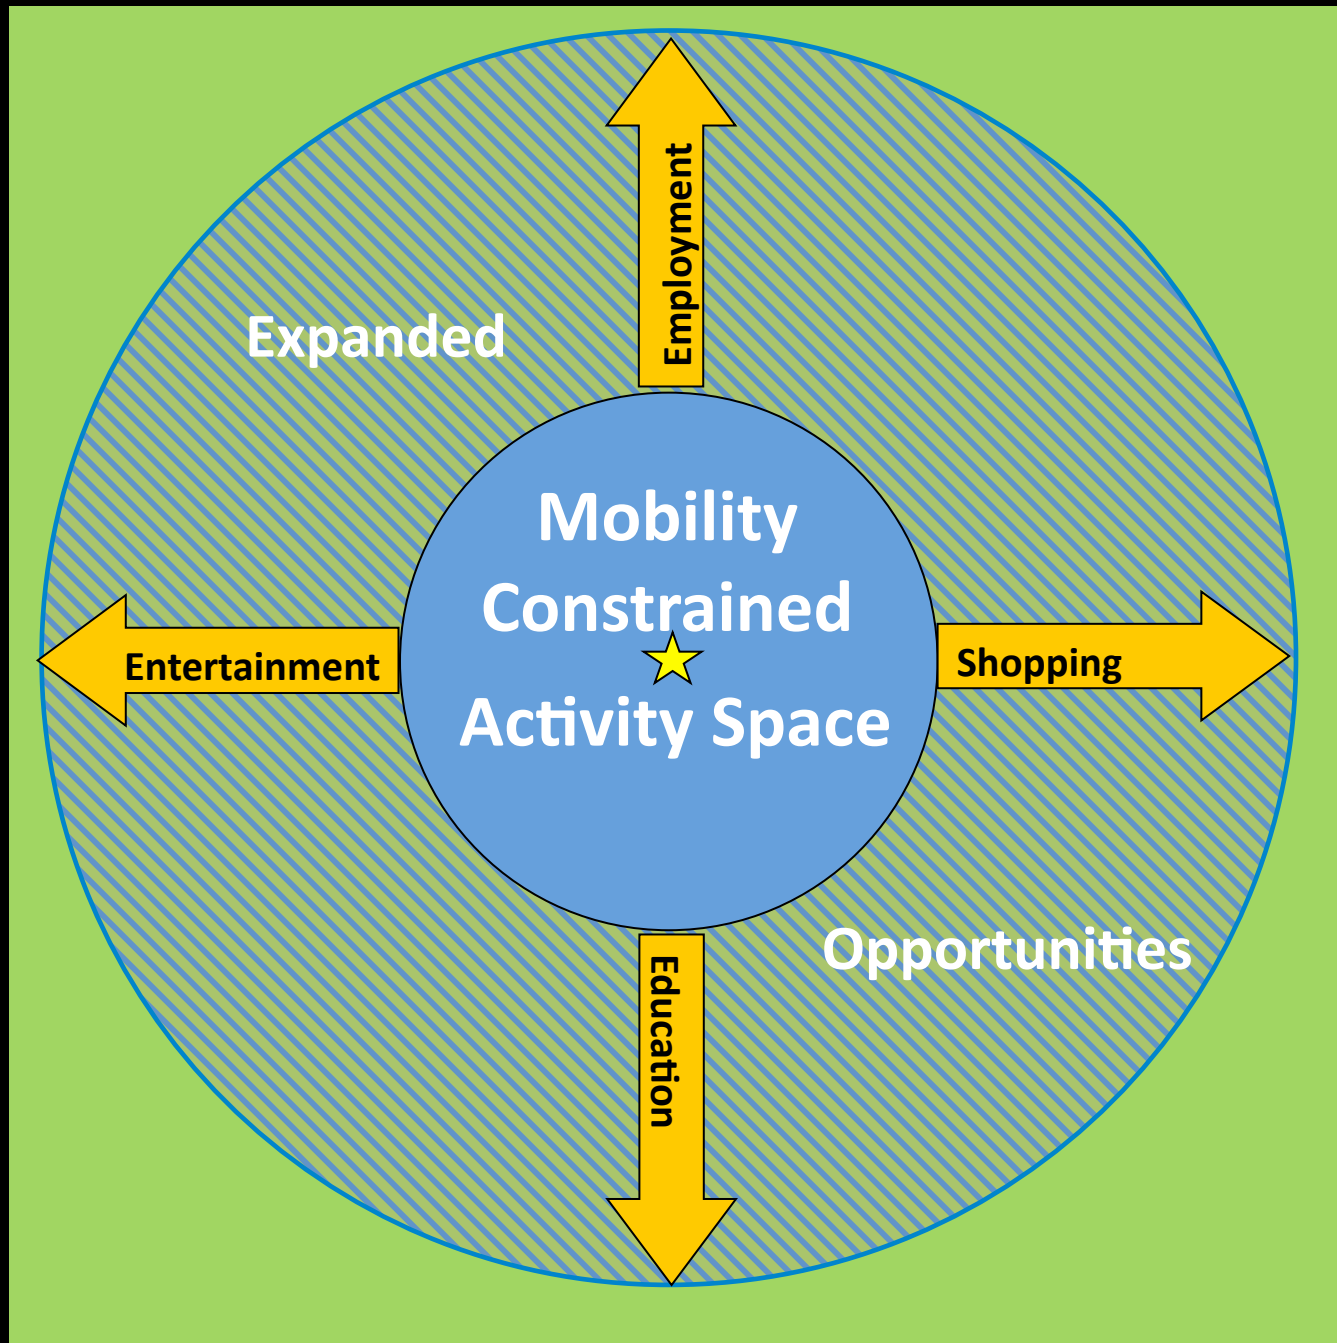 Employment
Expanded
Mobility
Constrained
Entertainment
Shopping
Activity Space
Opportunities
Education